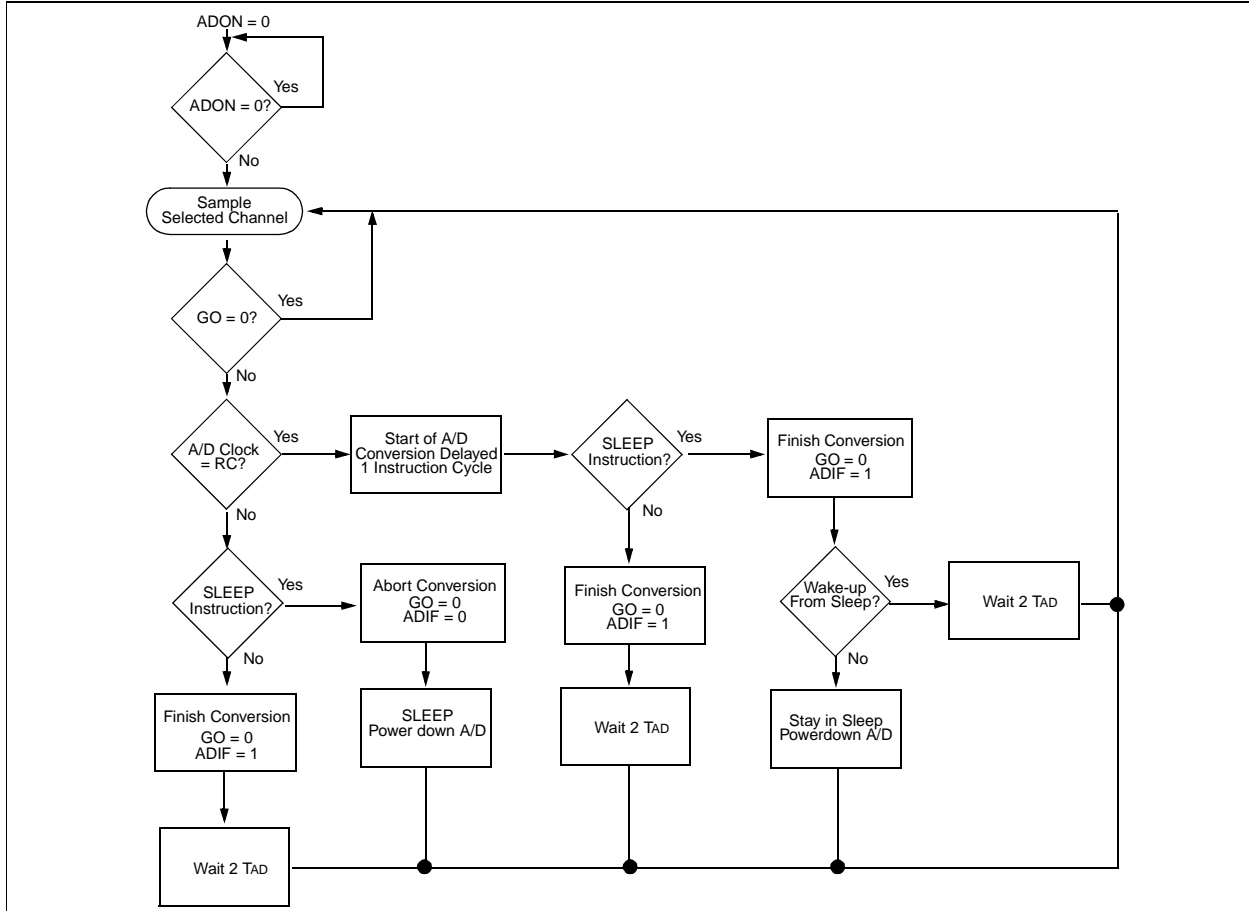 ADON = 0
Yes
ADON = 0?
No
Sample
Selected Channel
Yes
GO = 0?
No
A/D Clock
= RC?
Yes
Start of A/D
Conversion Delayed
1 Instruction Cycle
SLEEP
Instruction?
Yes
Finish Conversion
GO = 0
ADIF = 1
No
No
SLEEP
Instruction?
Yes
Abort Conversion
GO = 0
ADIF = 0
Finish Conversion
GO = 0
ADIF = 1
Wake-up
From Sleep?
Yes
Wait 2 TAD
No
No
Finish Conversion
GO = 0
ADIF = 1
SLEEP
Power down A/D
Wait 2 TAD
Stay in Sleep
Powerdown A/D
Wait 2 TAD